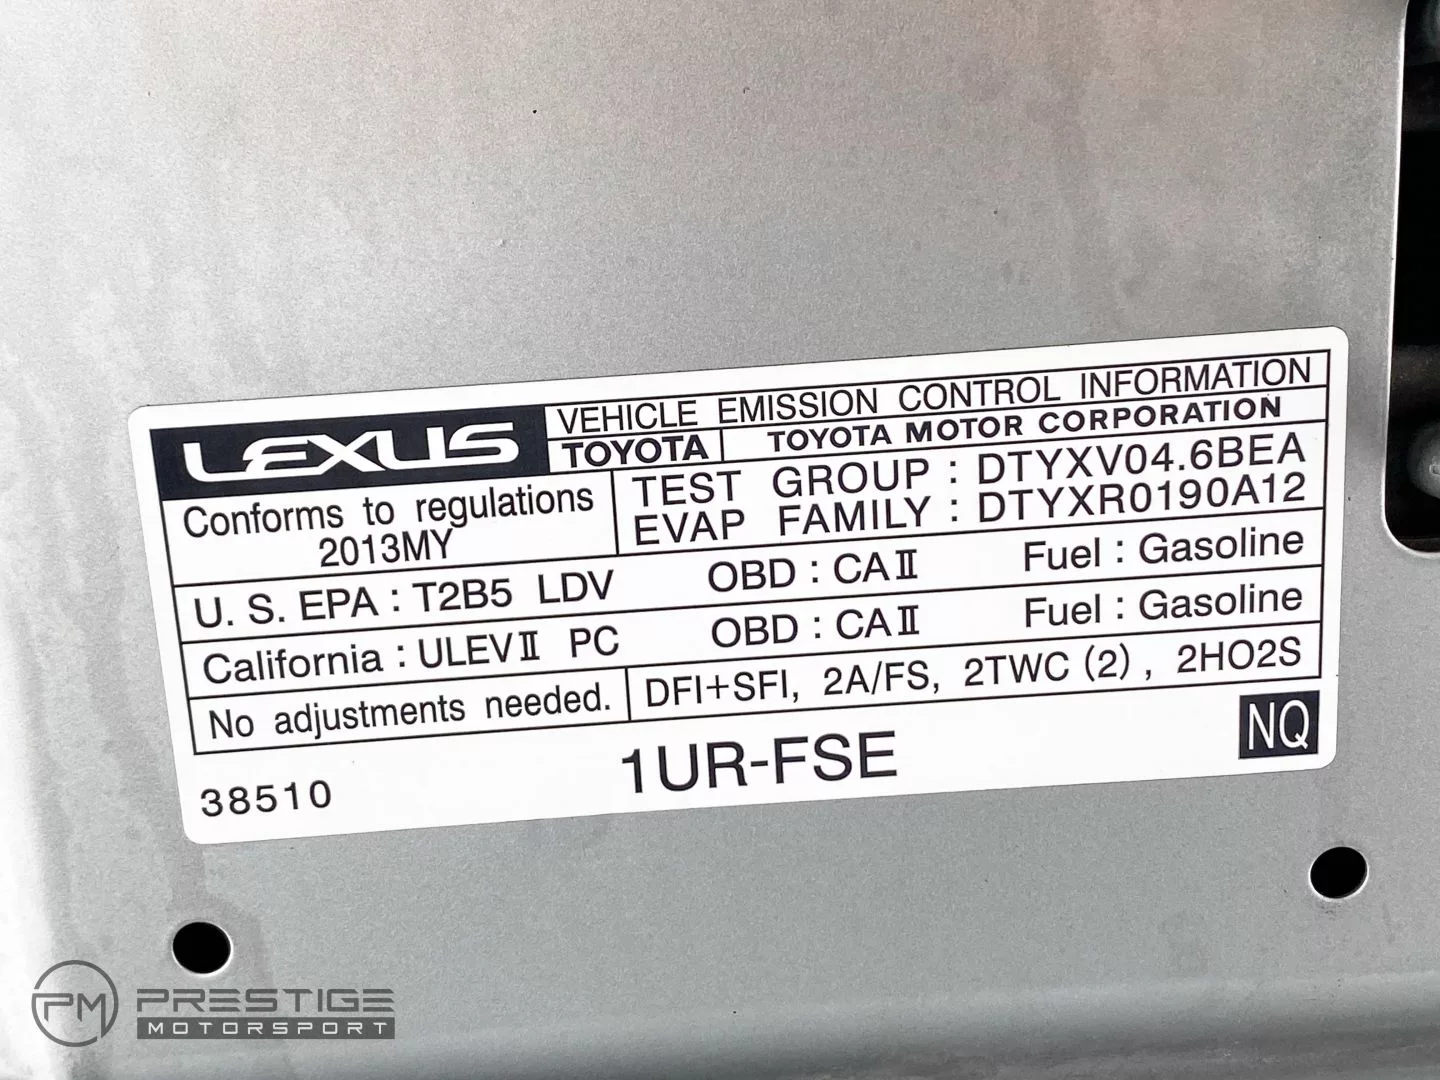 LEXUS
VEHICLE EMISSION CONTROL INFORMATION
TOYOTA TOYOTA MOTOR CORPORATION
Conforms to regulations
2013MY
TEST GROUP : DTYXV04.6BEA
EVAP FAMILY : DTYXR0190A12
U. S. EPA : T2B5 LDV OBD : CAⅡ Fuel : Gasoline
California : ULEVⅡ PC OBD : CAⅡ Fuel : Gasoline
No adjustments needed. DFI+SFI, 2A/FS, 2TWC (2) , 2HO2S
38510 1UR-FSE NQ
PM PRESTIGE
MOTORSPORT